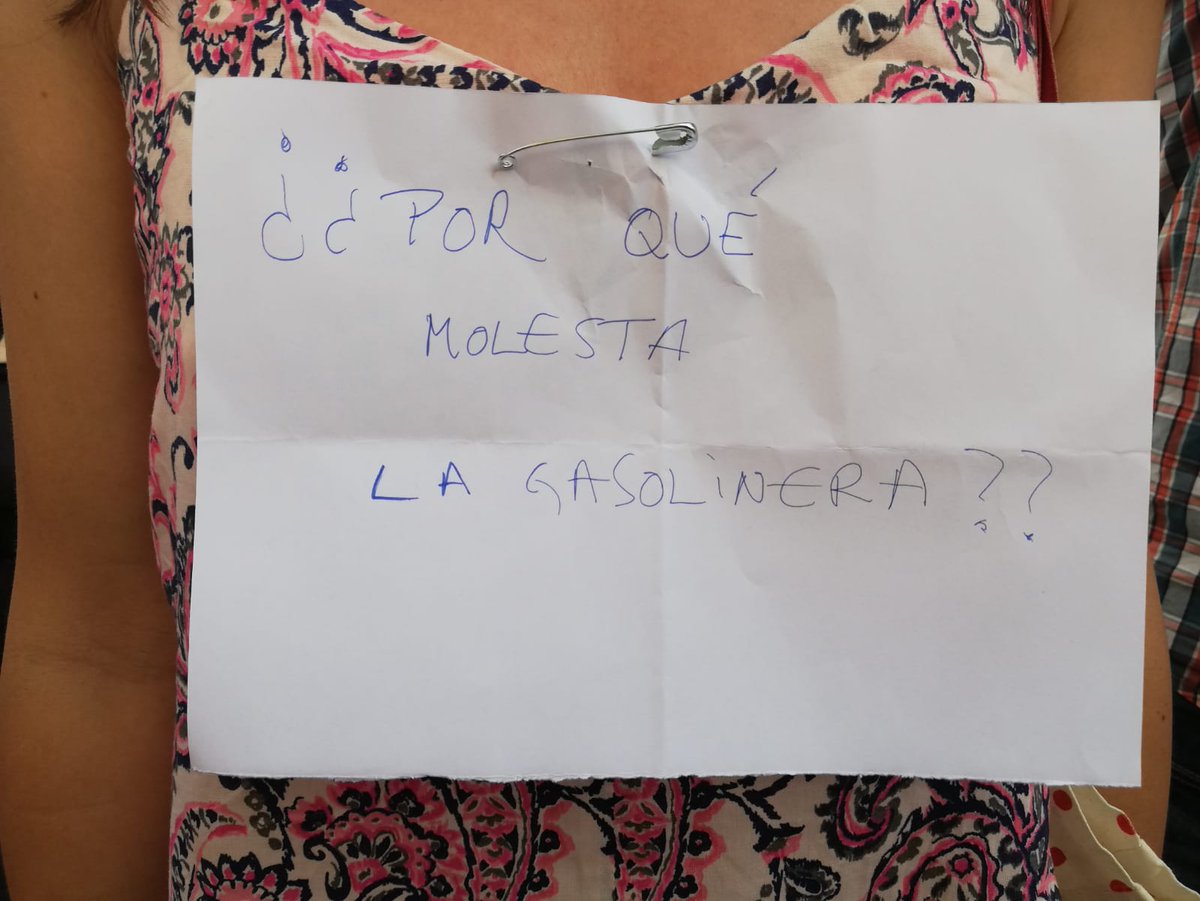 ¿¿POR QUÉ
MOLESTA
LA GASOLINERA??